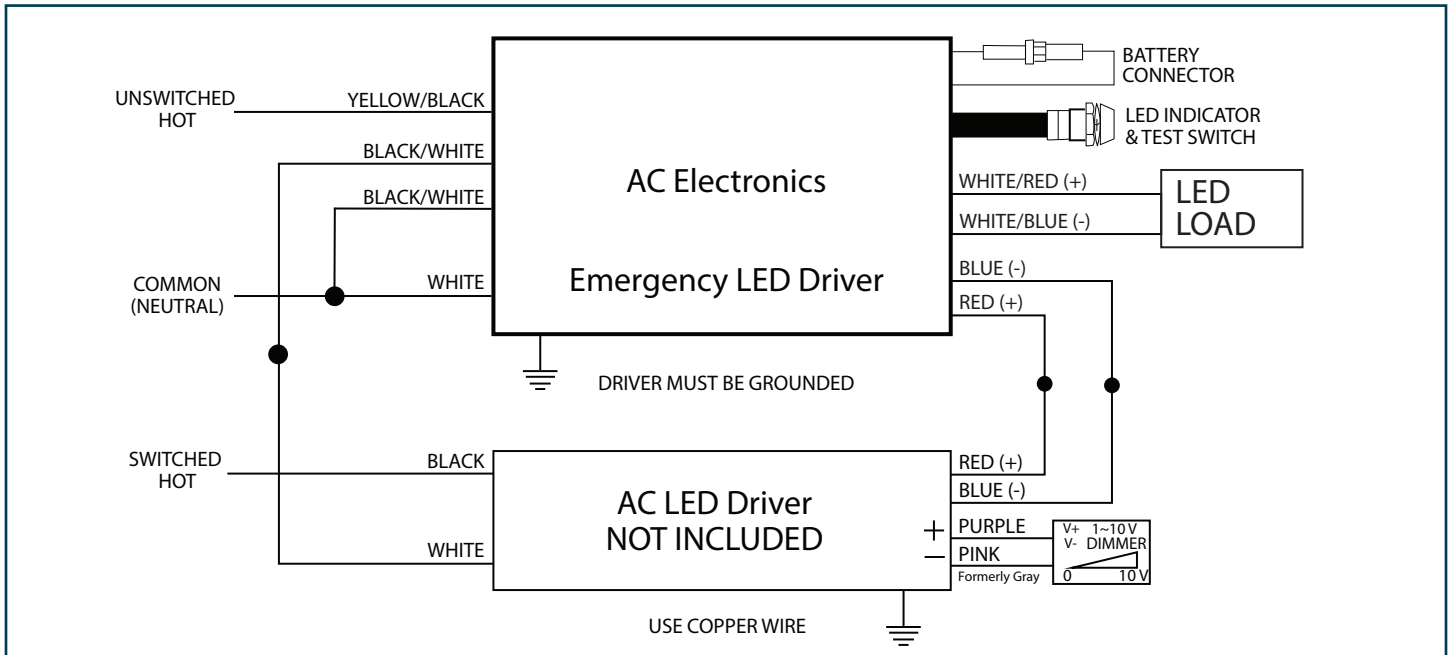 UNSWITCHED
HOT
YELLOW/BLACK
BLACK/WHITE
BLACK/WHITE
COMMON
(NEUTRAL)
WHITE
AC Electronics
Emergency LED Driver
BATTERY
CONNECTOR
LED INDICATOR
& TEST SWITCH
WHITE/RED (+)
WHITE/BLUE (-)
LED
LOAD
BLUE (-)
RED (+)
DRIVER MUST BE GROUNDED
SWITCHED
HOT
BLACK
WHITE
AC LED Driver
NOT INCLUDED
RED (+)
BLUE (-)
+ PURPLE
− PINK
Formerly Gray
V+ 1~10 V
V- DIMMER
0 10 V
USE COPPER WIRE